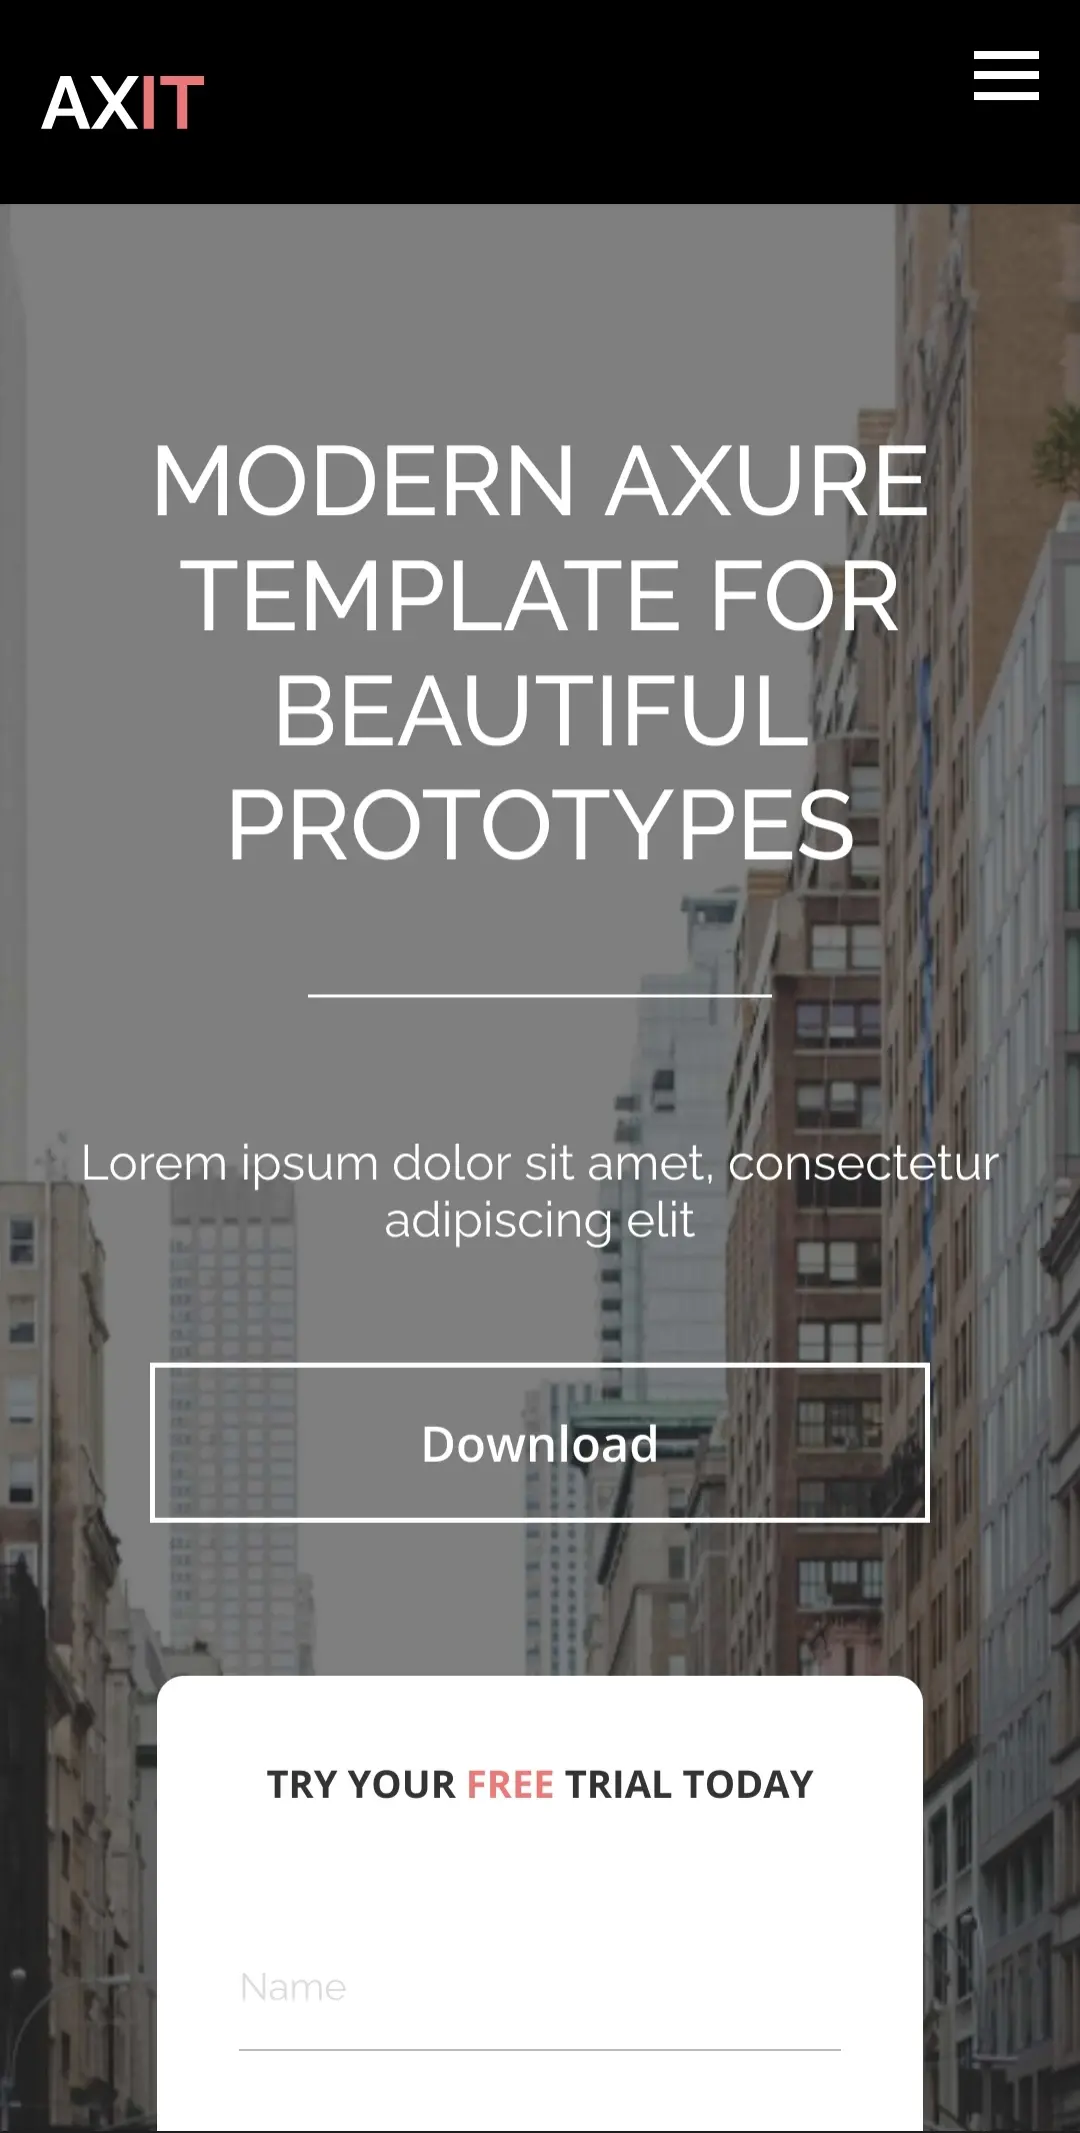 AXIT
MODERN AXURE
TEMPLATE FOR
BEAUTIFUL
PROTOTYPES
Lorem ipsum dolor sit amet, consectetur
adipiscing elit
Download
TRY YOUR FREE TRIAL TODAY
Name